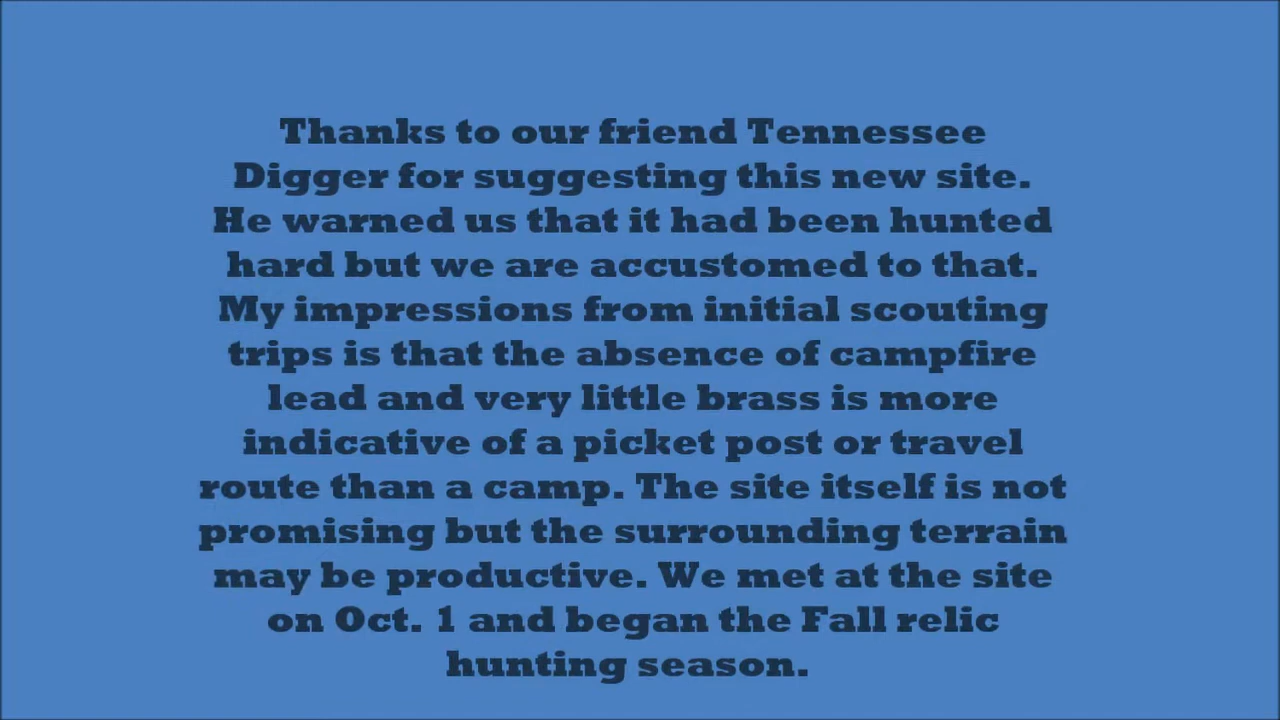 Thanks to our friend Tennessee
Digger for suggesting this new site.
He warned us that it had been hunted
hard but we are accustomed to that.
My impressions from initial scouting
trips is that the absence of campfire
lead and very little brass is more
indicative of a picket post or travel
route than a camp. The site itself is not
promising but the surrounding terrain
may be productive. We met at the site
on Oct. 1 and began the Fall relic
hunting season.